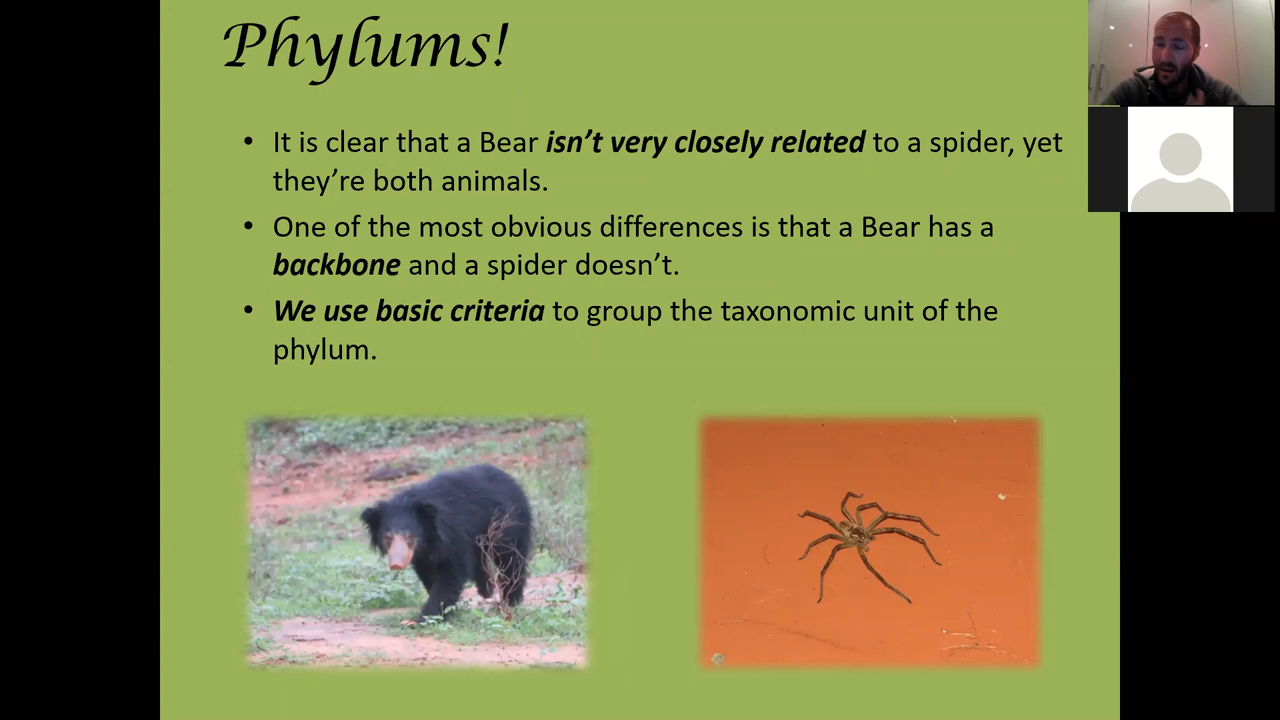 Phylums!
• It is clear that a Bear isn't very closely related to a spider, yet
they're both animals.
• One of the most obvious differences is that a Bear has a
backbone and a spider doesn't.
• We use basic criteria to group the taxonomic unit of the
phylum.